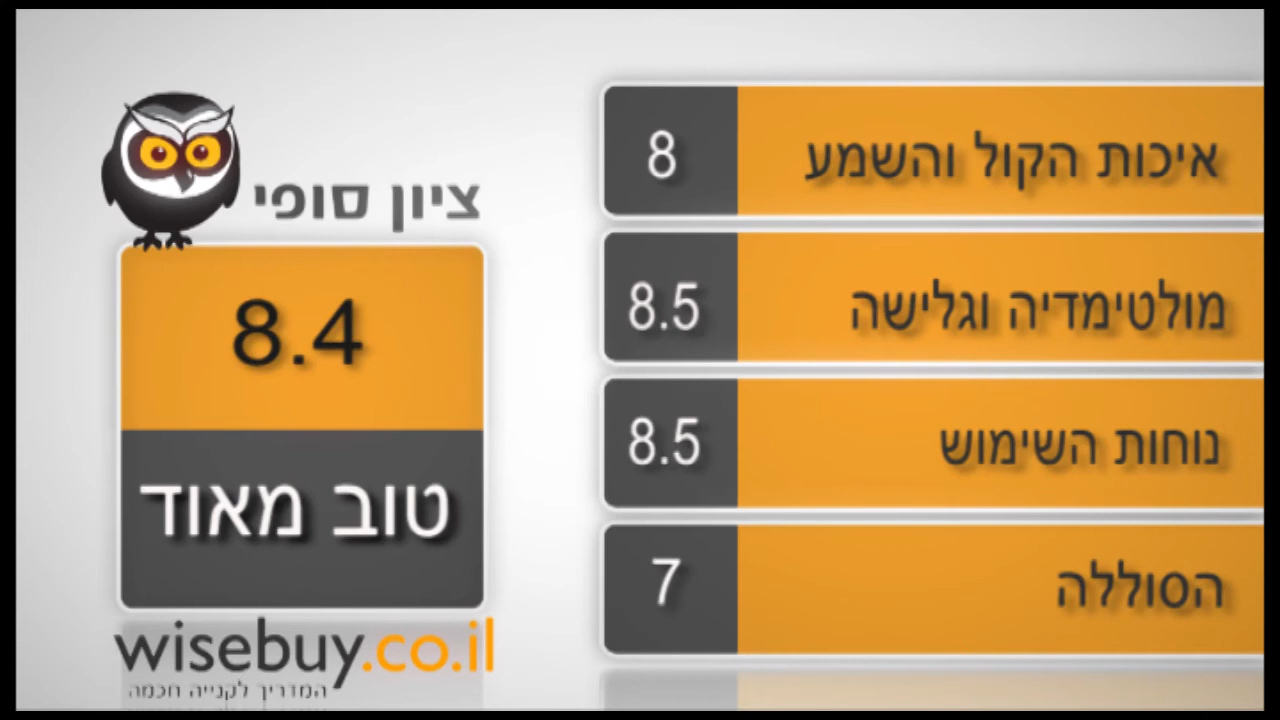 איכות הקול והשמע
8
מולטימדיה וגלישה
8.5
נוחות השימוש
8.5
הסוללה
7
ציון סופי
8.4
טוב מאוד
wisebuy.co.il
המדריך לקנייה חכמה